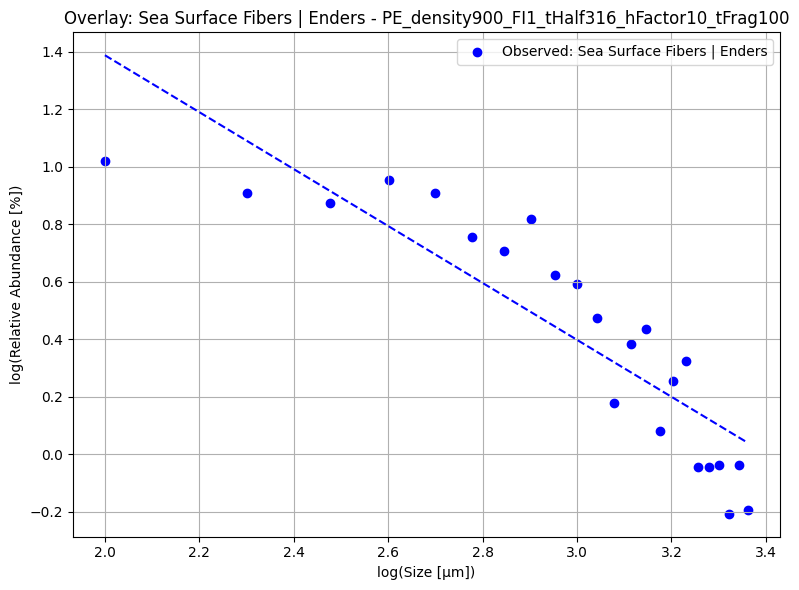 Overlay: Sea Surface Fibers | Enders - PE_density900_FI1_tHalf316_hFactor10_tFrag100
Observed: Sea Surface Fibers | Enders
log(Relative Abundance [%])
1.4
1.2
1.0
0.8
0.6
0.4
0.2
0.0
−0.2
2.0 2.2 2.4 2.6 2.8 3.0 3.2 3.4
log(Size [μm])